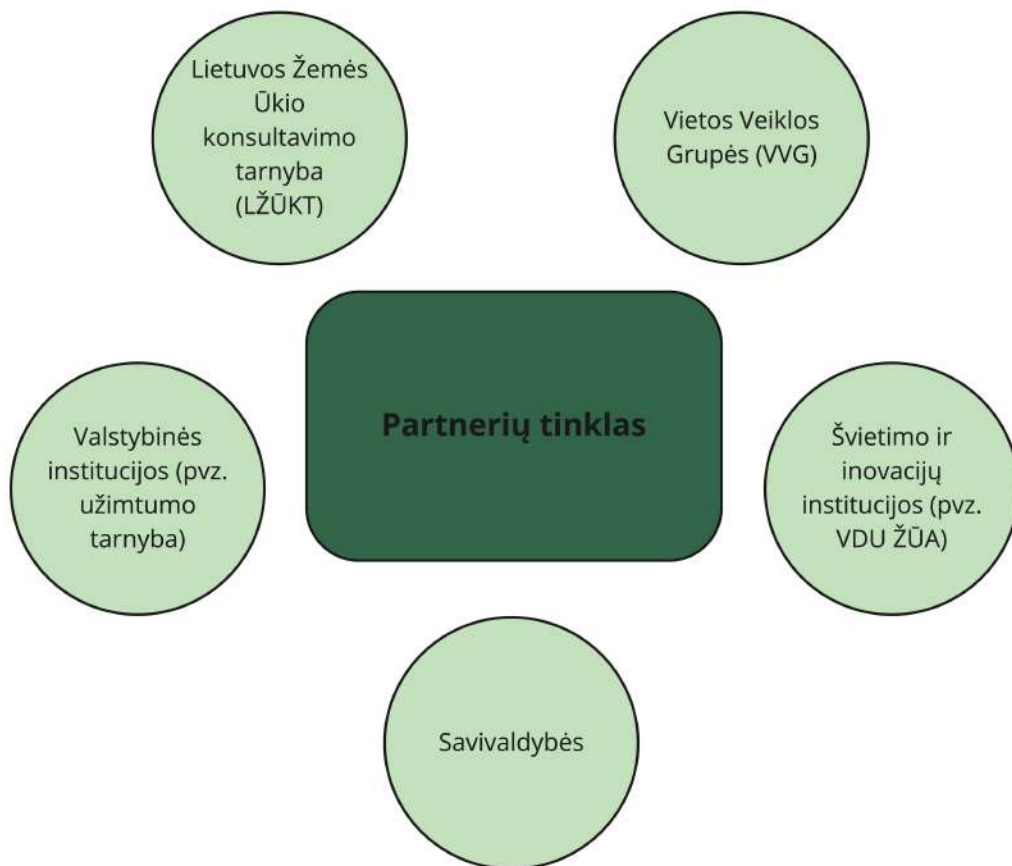 Lietuvos Žemės
Ūkio
konsultavimo
tarnyba
(LŽŪKT)
Vietos Veiklos
Grupės (VVG)
Partnerių tinklas
Valstybinės
institucijos (pvz.
užimtumo
tarnyba)
Švietimo ir
inovacijų
institucijos (pvz.
VDU ŽŪA)
Savivaldybės